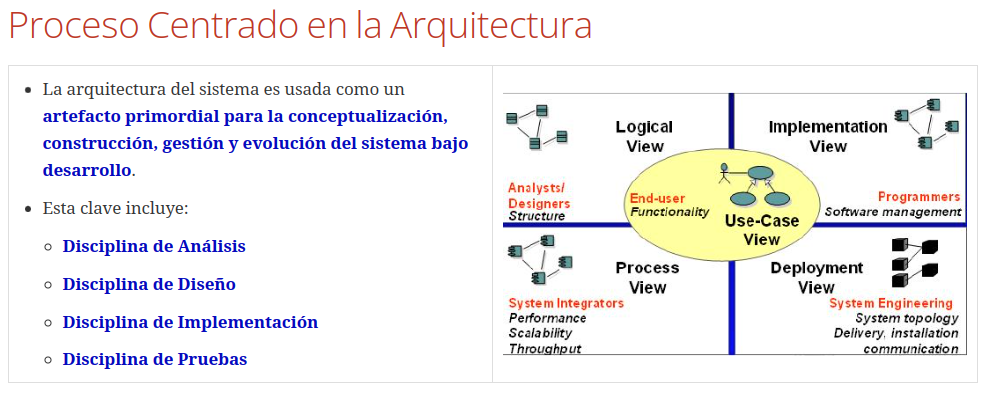 Proceso Centrado en la Arquitectura
La arquitectura del sistema es usada como un
artefacto primordial para la conceptualización,
construcción, gestión y evolución del sistema bajo
desarrollo.
Esta clave incluye:
Disciplina de Análisis
Disciplina de Diseño
Disciplina de Implementación
Disciplina de Pruebas
Logical
View
Analysts/
Designers
Structure
Implementation
View
Programmers
Software management
End-user
Functionality
Use-Case
View
Process
View
System Integrators
Performance
Scalability
Throughput
Deployment
View
System Engineering
System topology
Delivery, installation
communication